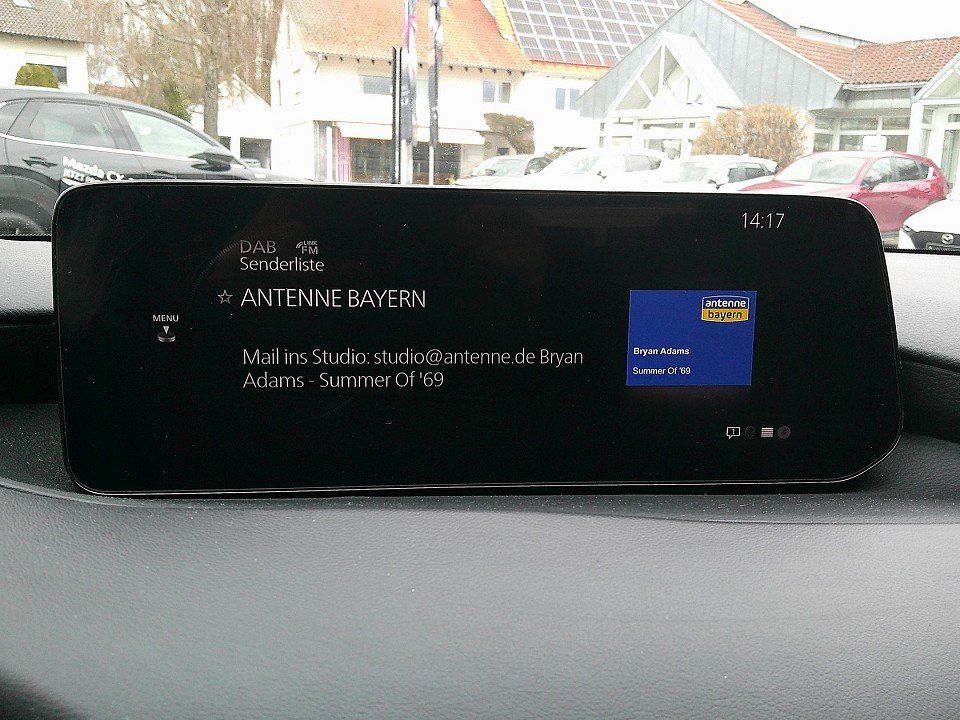 14:17
DAB LINK FM
Senderliste
☆ ANTENNE BAYERN
MENU
Mail ins Studio: studio@antenne.de Bryan
Adams - Summer Of '69
antenne
bayern
Bryan Adams
Summer Of '69